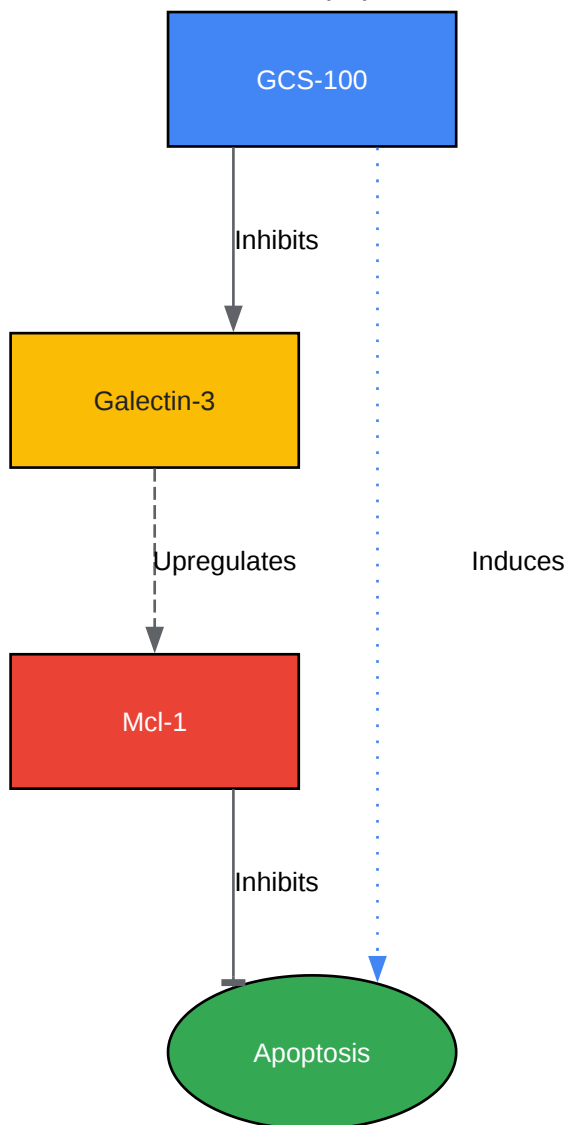 GCS-100
Inhibits
Galectin-3
Upregulates
Induces
Mcl-1
Inhibits
Apoptosis